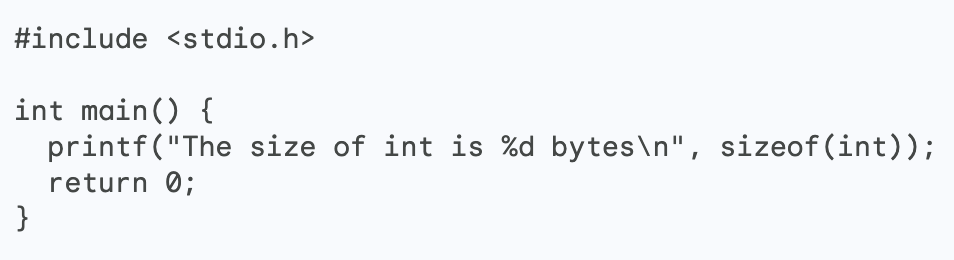 #include <stdio.h>

int main() {
  printf("The size of int is %d bytes\n", sizeof(int));
  return 0;
}